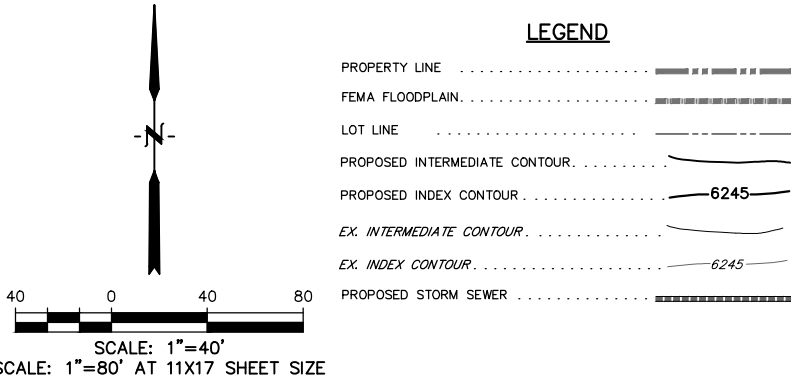 LEGEND
PROPERTY LINE
FEMA FLOODPLAIN
LOT LINE
PROPOSED INTERMEDIATE CONTOUR
PROPOSED INDEX CONTOUR 6245
EX. INTERMEDIATE CONTOUR
EX. INDEX CONTOUR 6245
PROPOSED STORM SEWER
N
40 0 40 80
SCALE: 1"=40'
SCALE: 1"=80' AT 11X17 SHEET SIZE